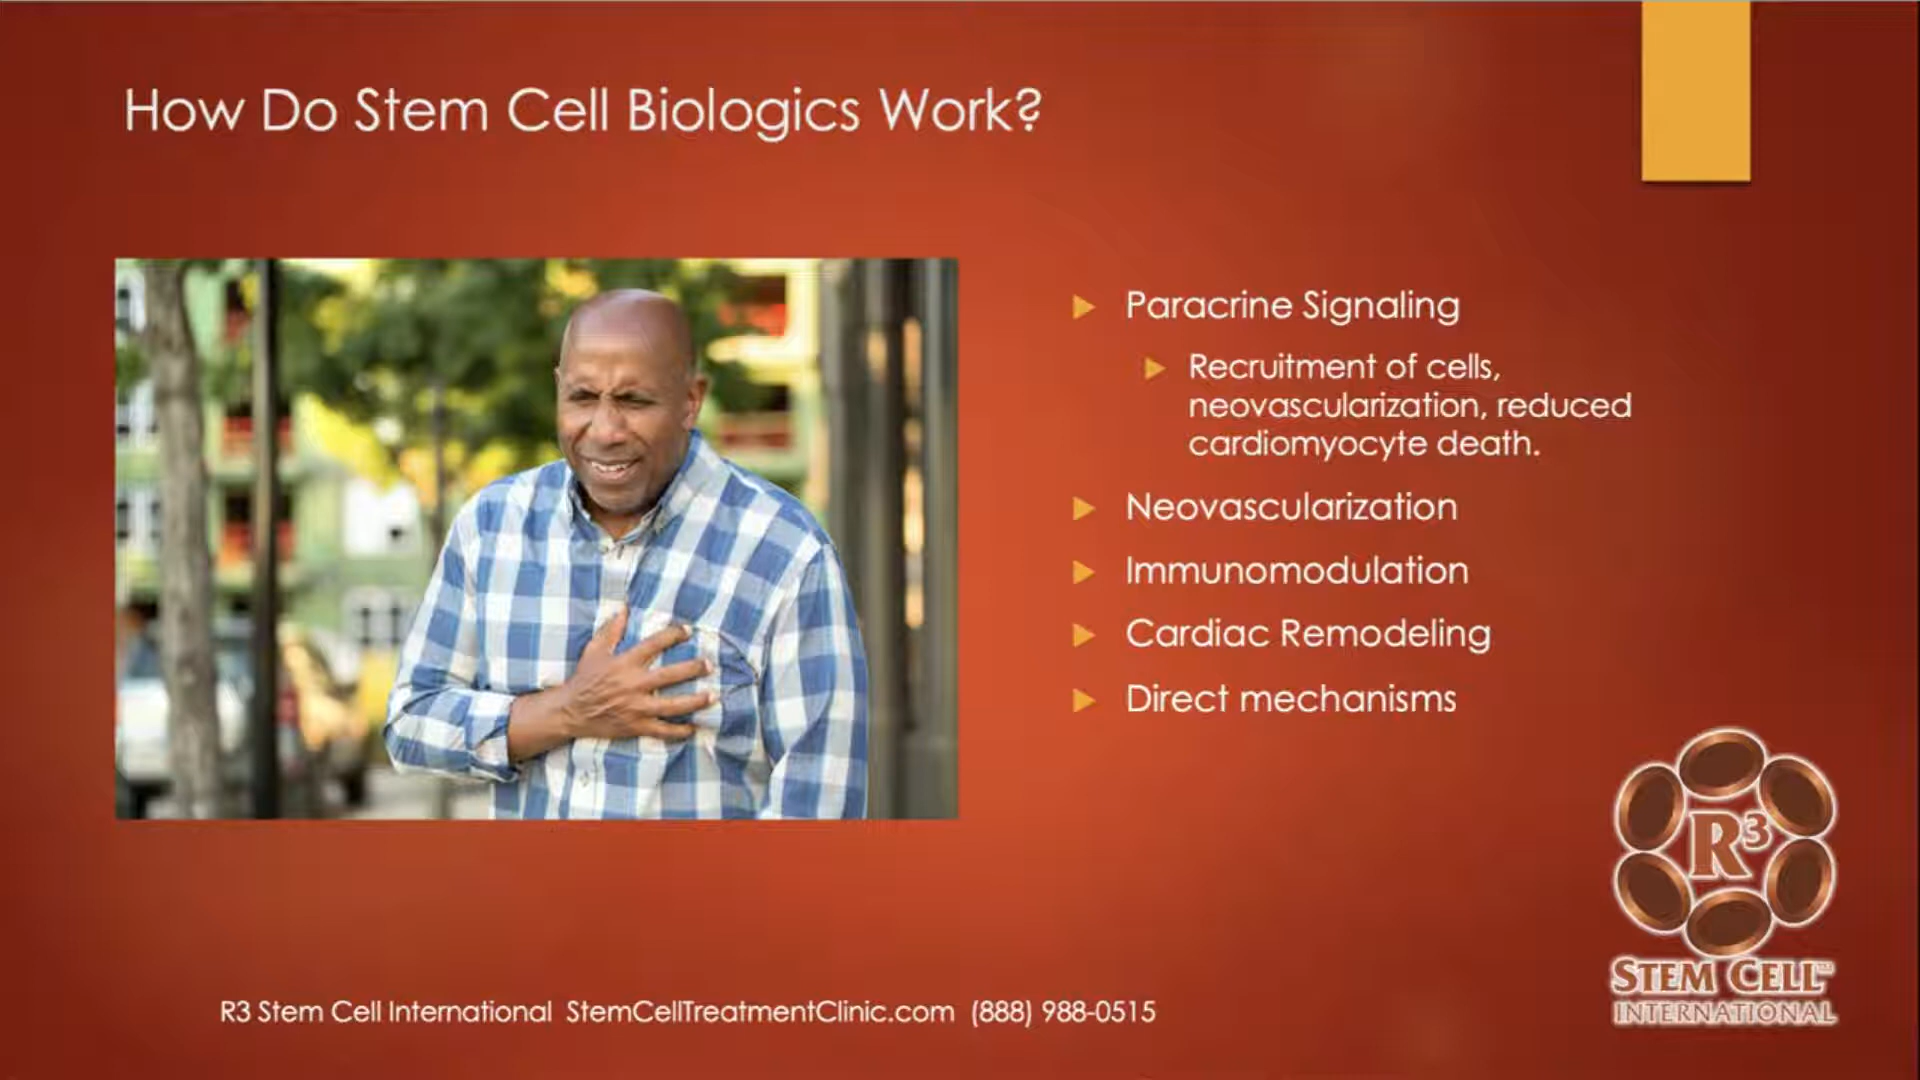 How Do Stem Cell Biologics Work?
Paracrine Signaling
Recruitment of cells,
neovascularization, reduced
cardiomyocyte death.
Neovascularization
Immunomodulation
Cardiac Remodeling
Direct mechanisms
R3
STEM CELL™
INTERNATIONAL
R3 Stem Cell International StemCellTreatmentClinic.com (888) 988-0515